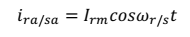 i_{ra/sa} = I_{rm}cosω_{r/s}t